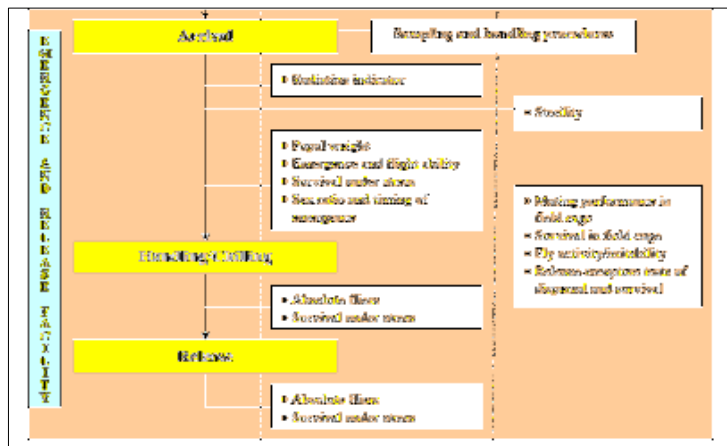 EMERGENCE AND RELEASE FACILITY
Arrival
Sampling and handling procedures
Radiation indicator
Sterility
Pupal weight
Emergence and flight ability
Survival under stress
Sex ratio and timing of
emergence
Mating performance in
field cage
Survival in field cage
Fly activity/irritability
Release-recapture (rate of
dispersal and survival
Handling/Chilling
Absolute fliers
Survival under stress
Release
Absolute fliers
Survival under stress